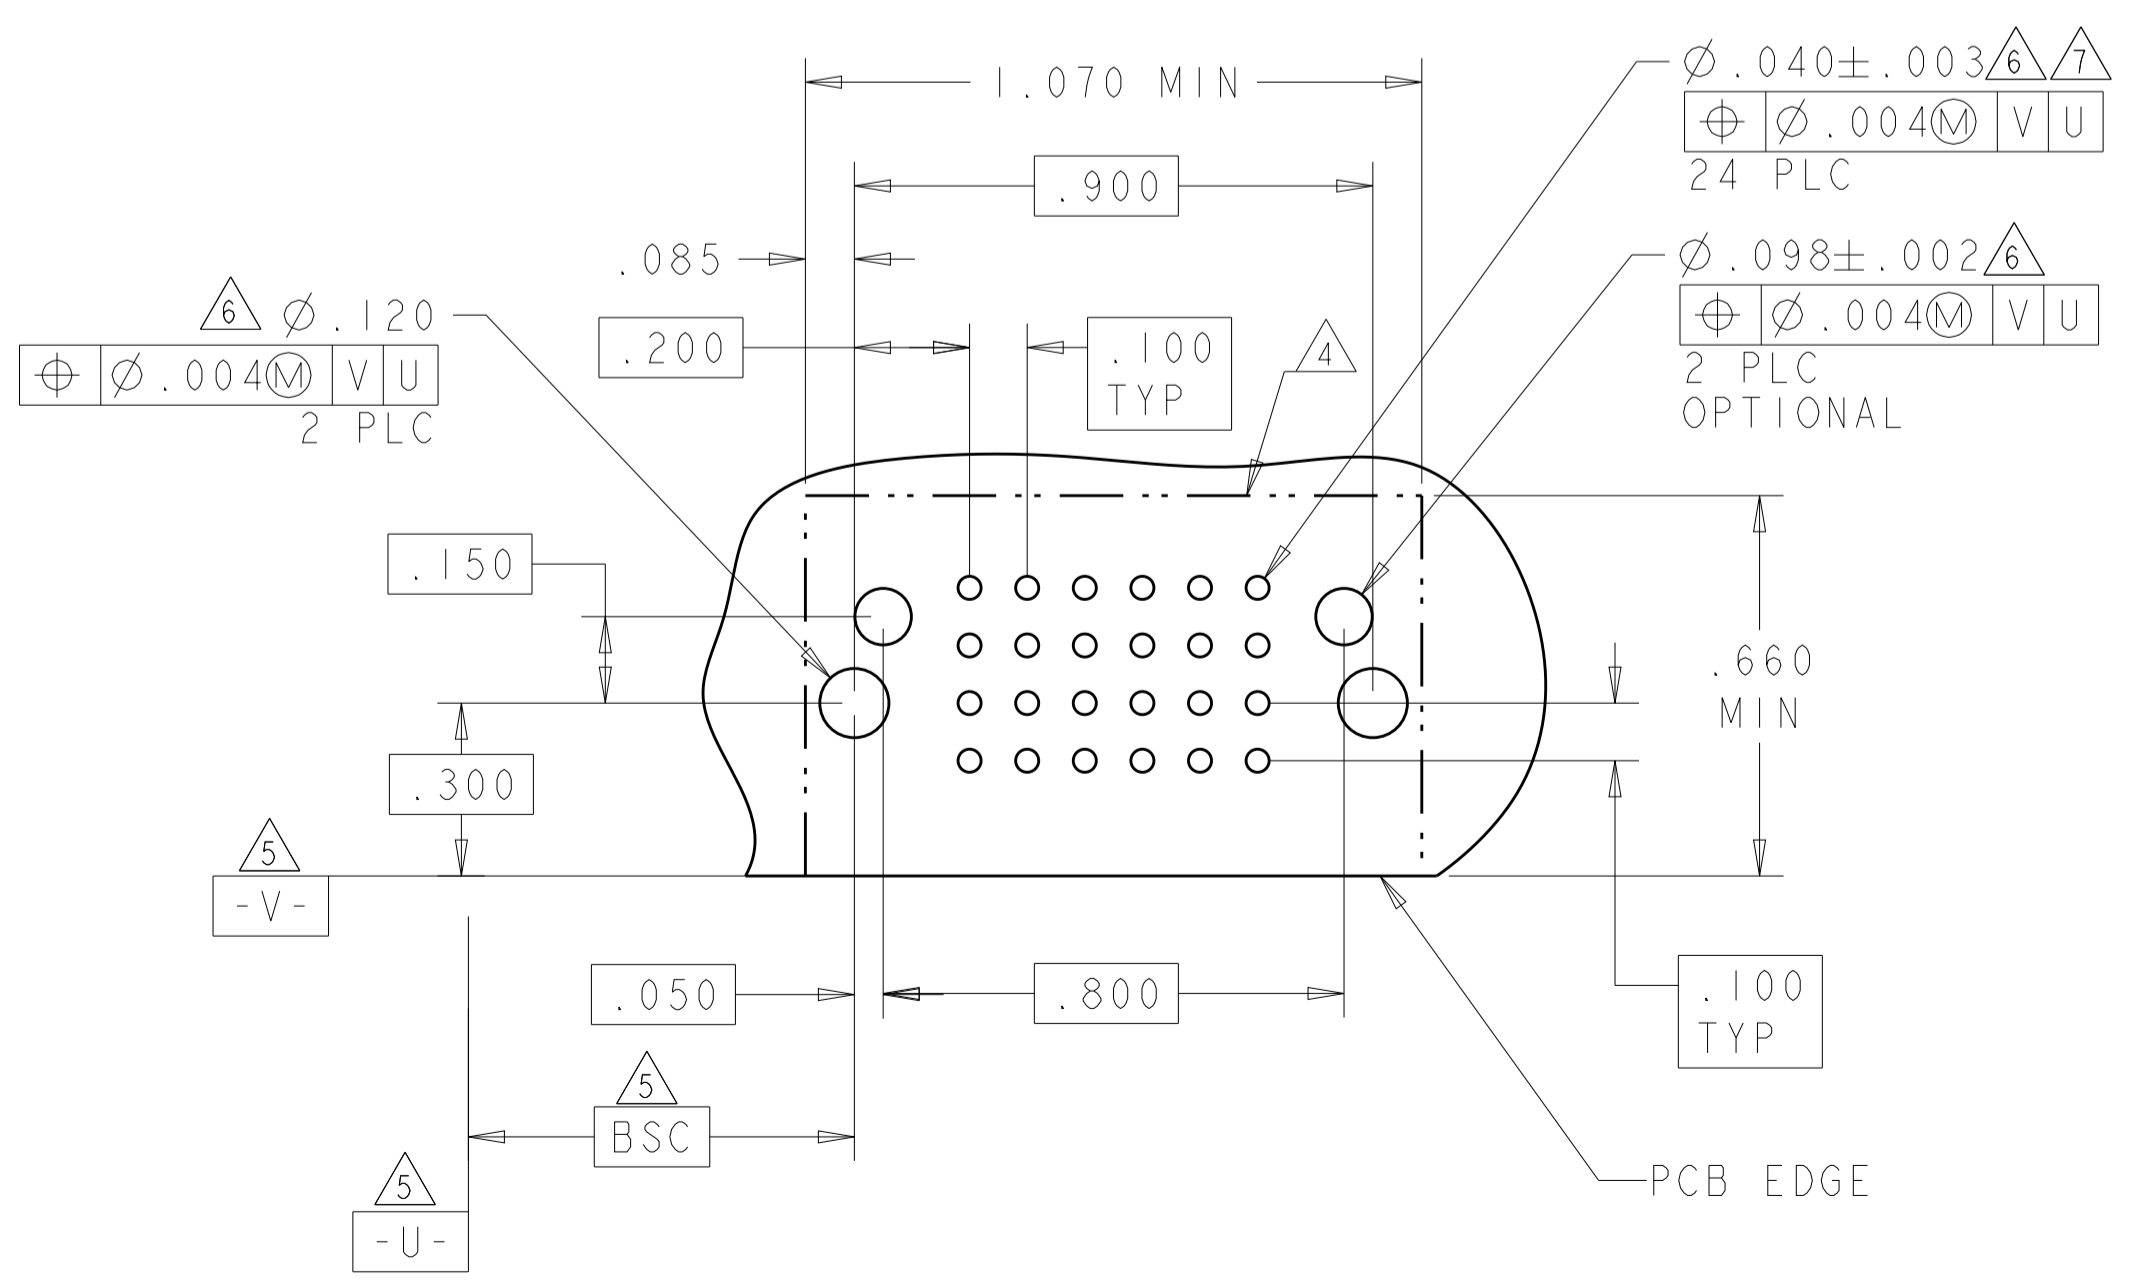 1.070 MIN
.900
.085
.200
.100
TYP
6 Ø.120
⌖ Ø.004Ⓜ V U
2 PLC
Ø.040±.003 6 7
⌖ Ø.004Ⓜ V U
24 PLC
Ø.098±.002 6
⌖ Ø.004Ⓜ V U
2 PLC
OPTIONAL
4
.150
.300
.660
MIN
5
-V-
.050
.800
.100
TYP
5
BSC
5
-U-
PCB EDGE